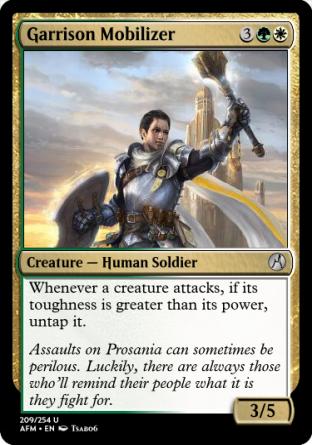 Garrison Mobilizer 3
Creature — Human Soldier
Whenever a creature attacks, if its
toughness is greater than its power,
untap it.
Assaults on Prosania can sometimes be
perilous. Luckily, there are always those
who'll remind their people what it is
they fight for.
3/5
209/254 U
AFM • EN Tsabo6